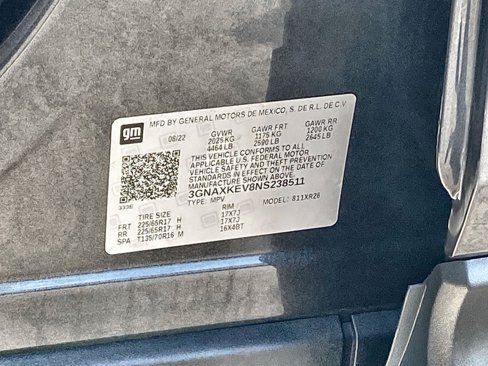 gm
MFD BY GENERAL MOTORS DE MEXICO, S. DE R.L. DE C.V
06/22 GVWR GAWR FRT GAWR RR
2025 KG 1175 KG 1200 KG
4464 LB 2590 LB 2645 LB
THIS VEHICLE CONFORMS TO ALL
APPLICABLE U.S. FEDERAL MOTOR
VEHICLE SAFETY AND THEFT PREVENTION
STANDARDS IN EFFECT ON THE DATE OF
MANUFACTURE SHOWN ABOVE.
3GNAXKEV8NS238511
TYPE: MPV MODEL: 811XR26
333E
TIRE SIZE RIM
FRT 225/65R17 H 17X7J
RR 225/65R17 H 17X7J
SPA T135/70R16 M 16X4BT